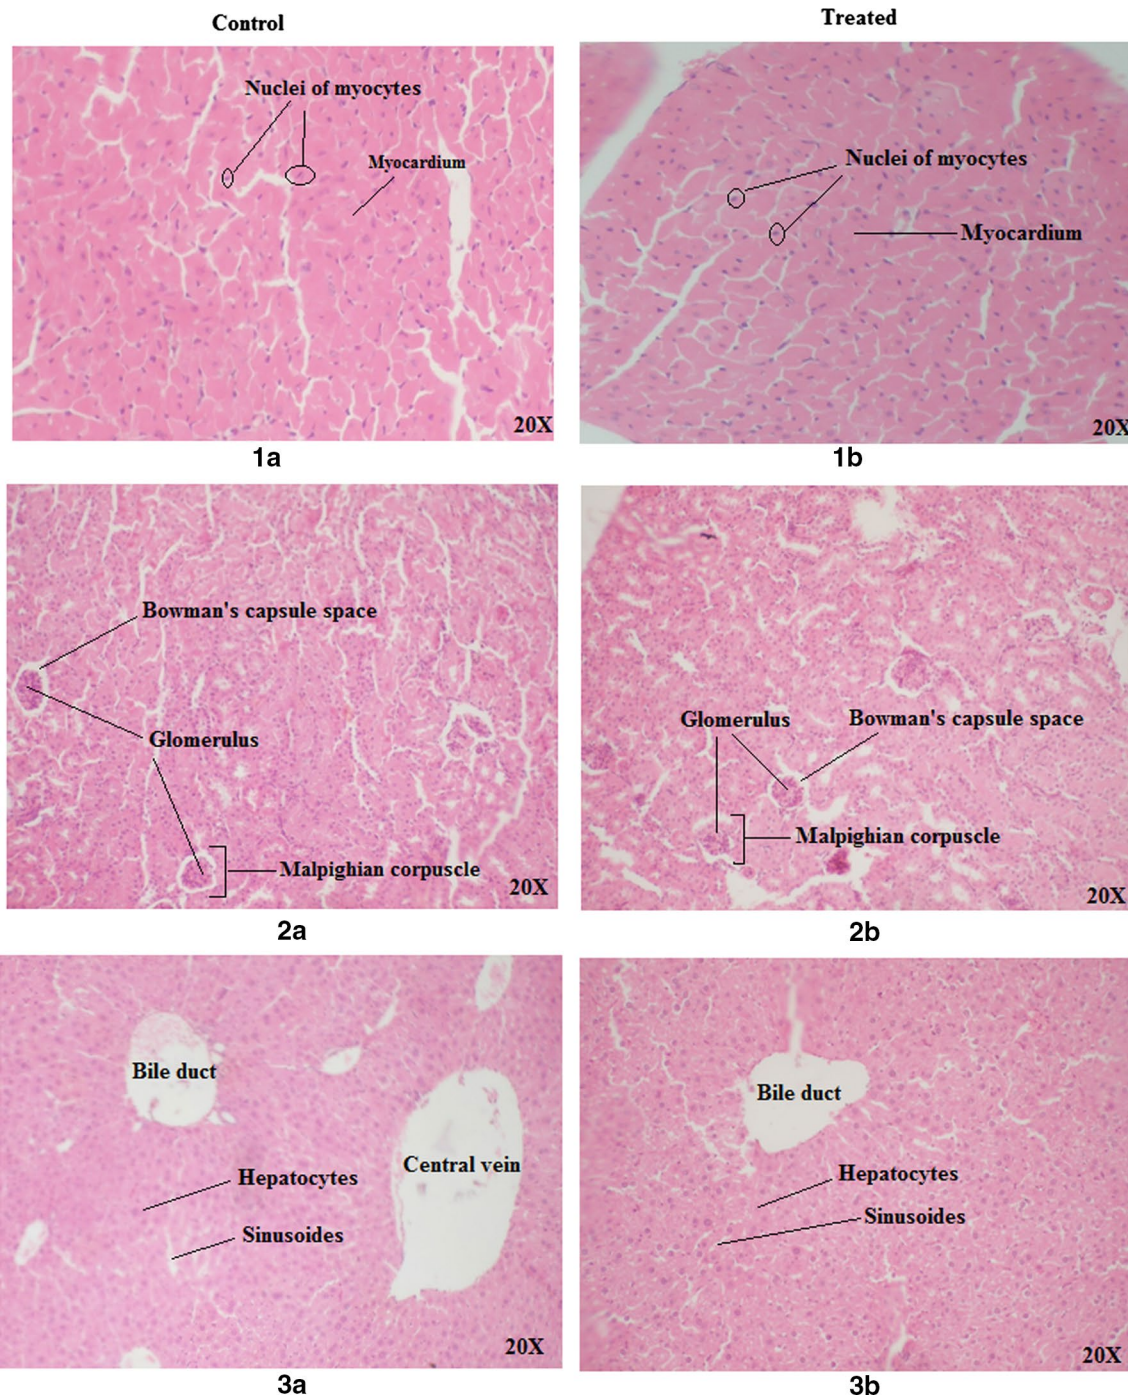 Control
Treated
Nuclei of myocytes
Myocardium
20X
1a
Nuclei of myocytes
Myocardium
20X
1b
Bowman's capsule space
Glomerulus
Malpighian corpuscle
20X
2a
Glomerulus
Bowman's capsule space
Malpighian corpuscle
20X
2b
Bile duct
Central vein
Hepatocytes
Sinusoides
20X
3a
Bile duct
Hepatocytes
Sinusoides
20X
3b